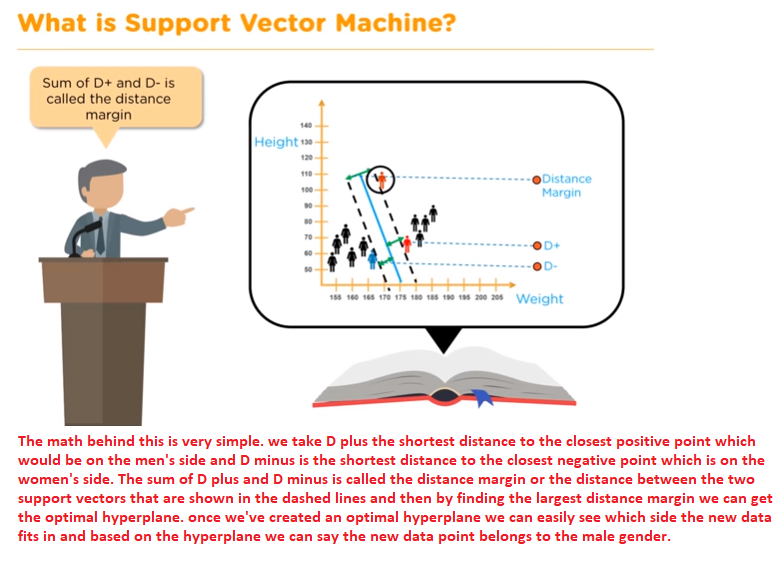 What is Support Vector Machine?
Sum of D+ and D- is
called the distance
margin
Height
140
130
120
110
100
90
80
70
60
50
Distance
Margin
D+
D-
155 160 165 170 175 180 185 190 195 200 205
Weight
The math behind this is very simple. we take D plus the shortest distance to the closest positive point which
would be on the men's side and D minus is the shortest distance to the closest negative point which is on the
women's side. The sum of D plus and D minus is called the distance margin or the distance between the two
support vectors that are shown in the dashed lines and then by finding the largest distance margin we can get
the optimal hyperplane. once we've created an optimal hyperplane we can easily see which side the new data
fits in and based on the hyperplane we can say the new data point belongs to the male gender.